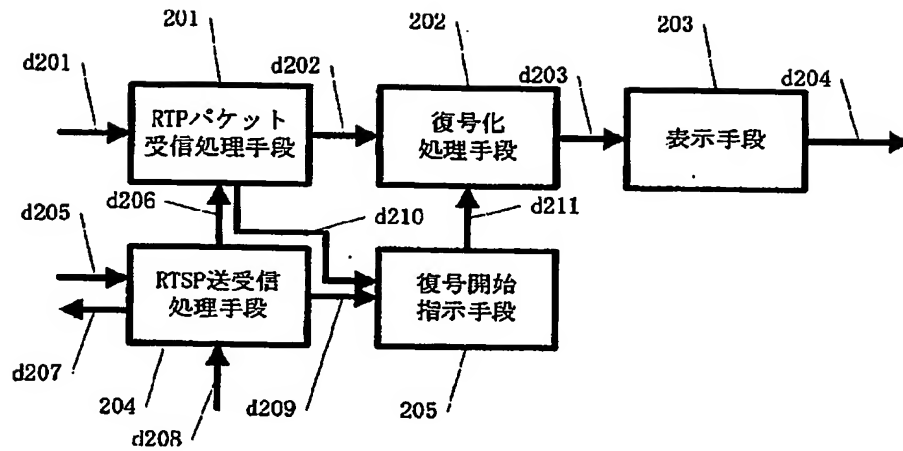 201
202
203
d201
d202
d203
d204
RTPパケット
受信処理手段
復号化
処理手段
表示手段
d205
d206
d210
d211
RTSP送受信
処理手段
復号開始
指示手段
d207
204
d208
d209
205